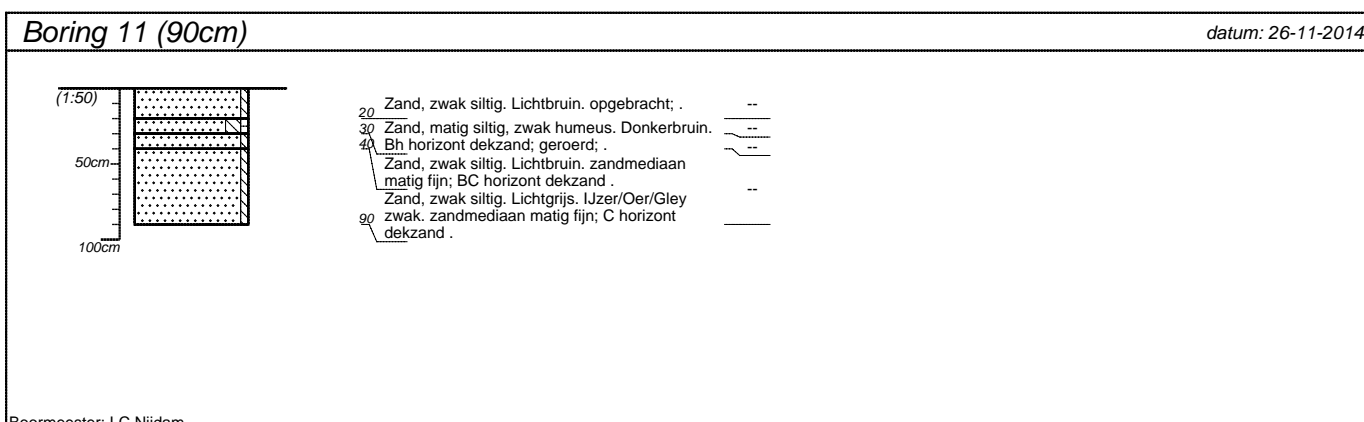 Boring 11 (90cm)
datum: 26-11-2014
(1:50)
50cm
100cm
20
Zand, zwak siltig. Lichtbruin. opgebracht; .
--
30
Zand, matig siltig, zwak humeus. Donkerbruin.
--
40
Bh horizont dekzand; geroerd; .
--
Zand, zwak siltig. Lichtbruin. zandmediaan
matig fijn; BC horizont dekzand .
--
Zand, zwak siltig. Lichtgrijs. IJzer/Oer/Gley
90
zwak. zandmediaan matig fijn; C horizont
dekzand .